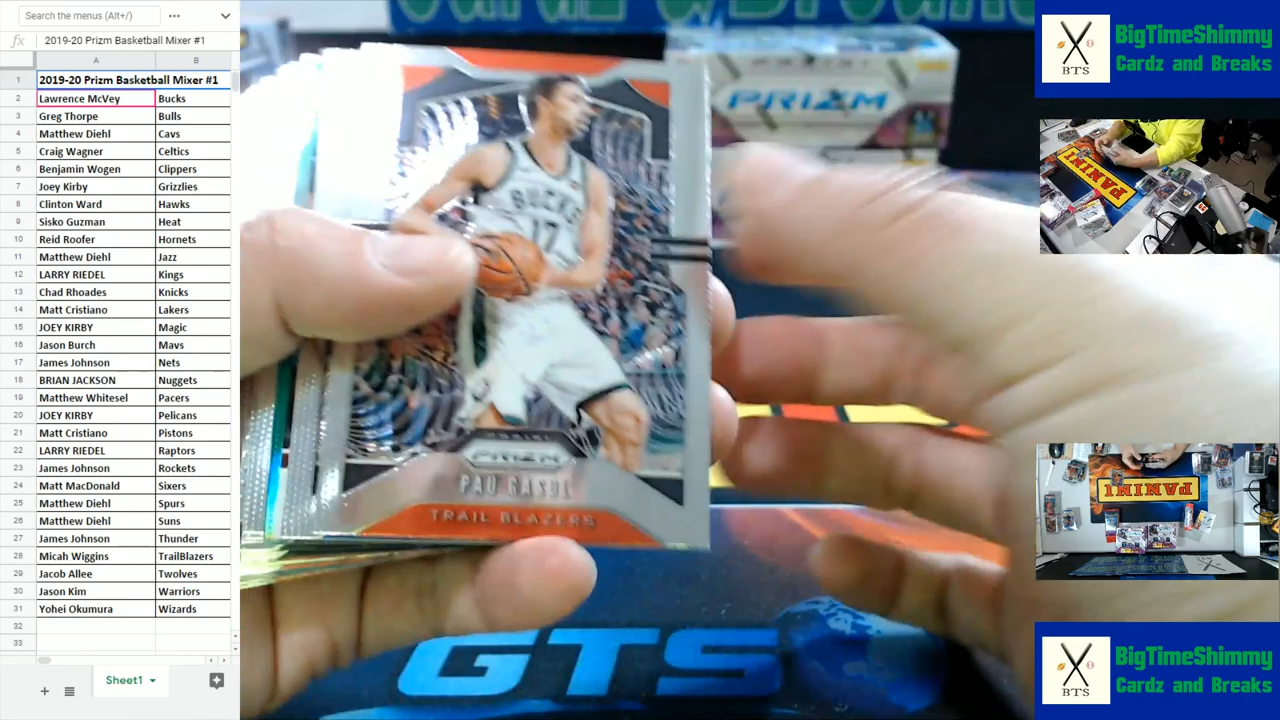 Search the menus (Alt+/)
fx
2019-20 Prizm Basketball Mixer #1
A B
1 2019-20 Prizm Basketball Mixer #1
2 Lawrence McVey Bucks
3 Greg Thorpe Bulls
4 Matthew Diehl Cavs
5 Craig Wagner Celtics
6 Benjamin Wogen Clippers
7 Joey Kirby Grizzlies
8 Clinton Ward Hawks
9 Sisko Guzman Heat
10 Reid Roofer Hornets
11 Matthew Diehl Jazz
12 LARRY RIEDEL Kings
13 Chad Rhoades Knicks
14 Matt Cristiano Lakers
15 JOEY KIRBY Magic
16 Jason Burch Mavs
17 James Johnson Nets
18 BRIAN JACKSON Nuggets
19 Matthew Whitesel Pacers
20 JOEY KIRBY Pelicans
21 Matt Cristiano Pistons
22 LARRY RIEDEL Raptors
23 James Johnson Rockets
24 Matt MacDonald Sixers
25 Matthew Diehl Spurs
26 Matthew Diehl Suns
27 James Johnson Thunder
28 Micah Wiggins TrailBlazers
29 Jacob Allee Twolves
30 Jason Kim Warriors
31 Yohei Okumura Wizards
32
33
Sheet1
PRIZM
BUCKS
17
PANINI
PRIZM
PAU GASOL
TRAIL BLAZERS
GTS
BTS
BigTimeShimmy
Cardz and Breaks
PANINI
PANINI
BTS
BigTimeShimmy
Cardz and Breaks